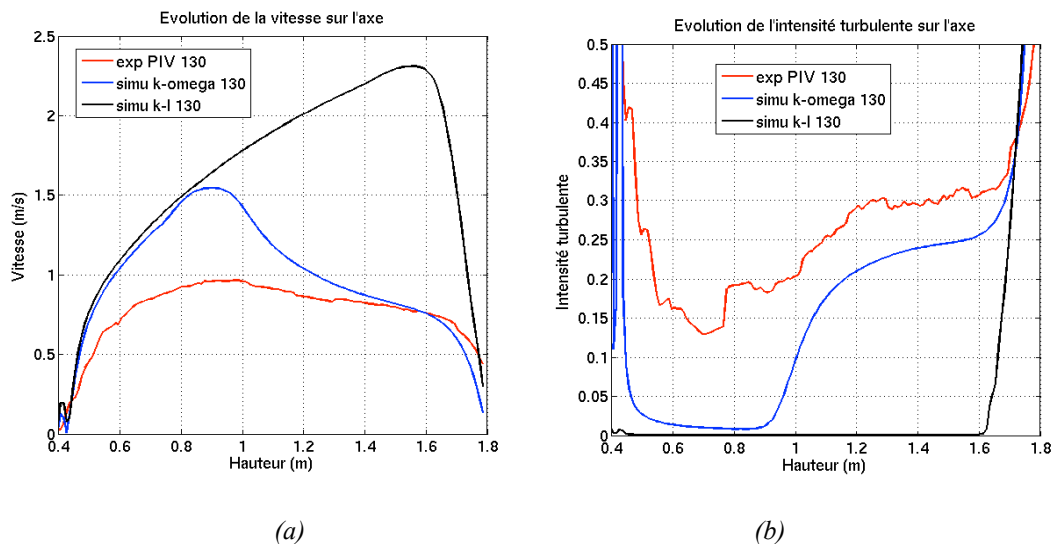 Evolution de la vitesse sur l'axe
2.5
2
1.5
1
0.5
0
Vitesse (m/s)
exp PIV 130
simu k-omega 130
simu k-l 130
0.4 0.6 0.8 1 1.2 1.4 1.6 1.8
Hauteur (m)
(a)
Evolution de l'intensité turbulente sur l'axe
0.5
0.45
0.4
0.35
0.3
0.25
0.2
0.15
0.1
0.05
0
Intensité turbulente
exp PIV 130
simu k-omega 130
simu k-l 130
0.4 0.6 0.8 1 1.2 1.4 1.6 1.8
Hauteur (m)
(b)